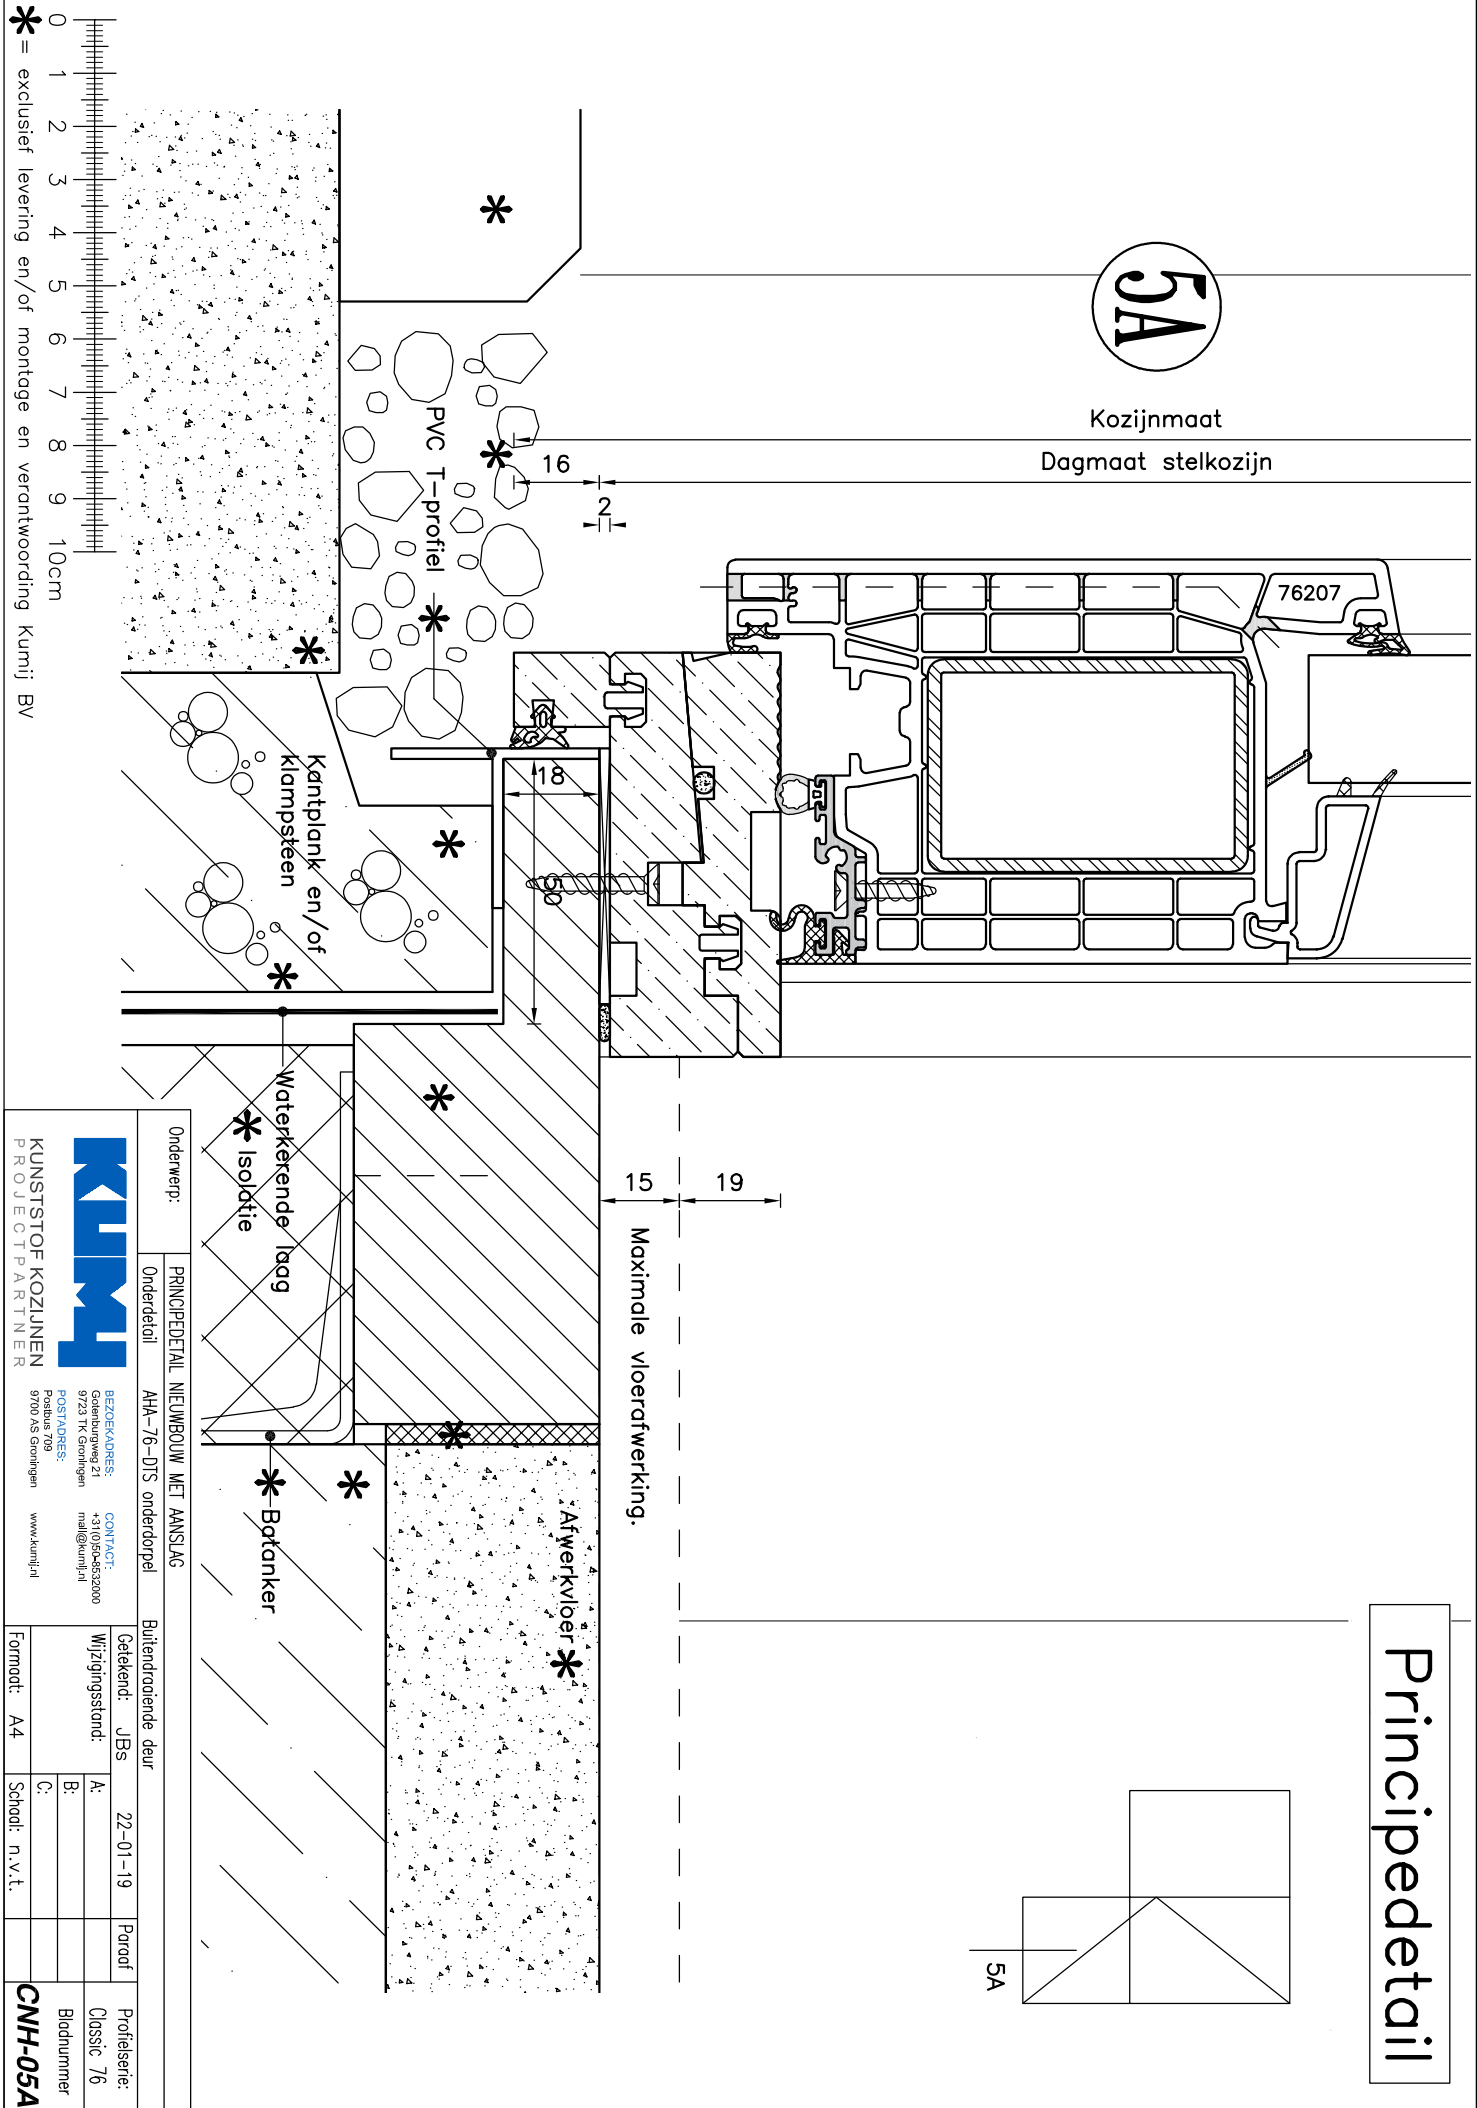 Principedetail
5A
5A
Kozijnmaat
Dagmaat stelkozijn
16
2
76207
PVC T-profiel
18
50
Kantplank en/of
klampsteen
Waterkerende laag
Isolatie
15
19
Maximale vloerafwerking.
Afwerkvloer
Batanker
0 1 2 3 4 5 6 7 8 9 10cm
= exclusief levering en/of montage en verantwoording Kumij BV
Onderwerp:
PRINCIPEDETAIL NIEUWBOUW MET AANSLAG
Onderdetail AHA-76-DTS onderdorpel Buitendraaiende deur
KUMIJ
KUNSTSTOF KOZIJNEN
PROJECTPARTNER
BEZOEKADRES:
Gotenburgweg 21
9723 TK Groningen
POSTADRES:
Postbus 709
9700 AS Groningen
CONTACT:
+31(0)50-8532000
mail@kumij.nl
www.kumij.nl
Getekend: JBs 22-01-19 Paraaf
Wijzigingsstand: A:
B:
C:
Formaat: A4 Schaal: n.v.t.
Profielserie:
Classic 76
Bladnummer
CNH-05A